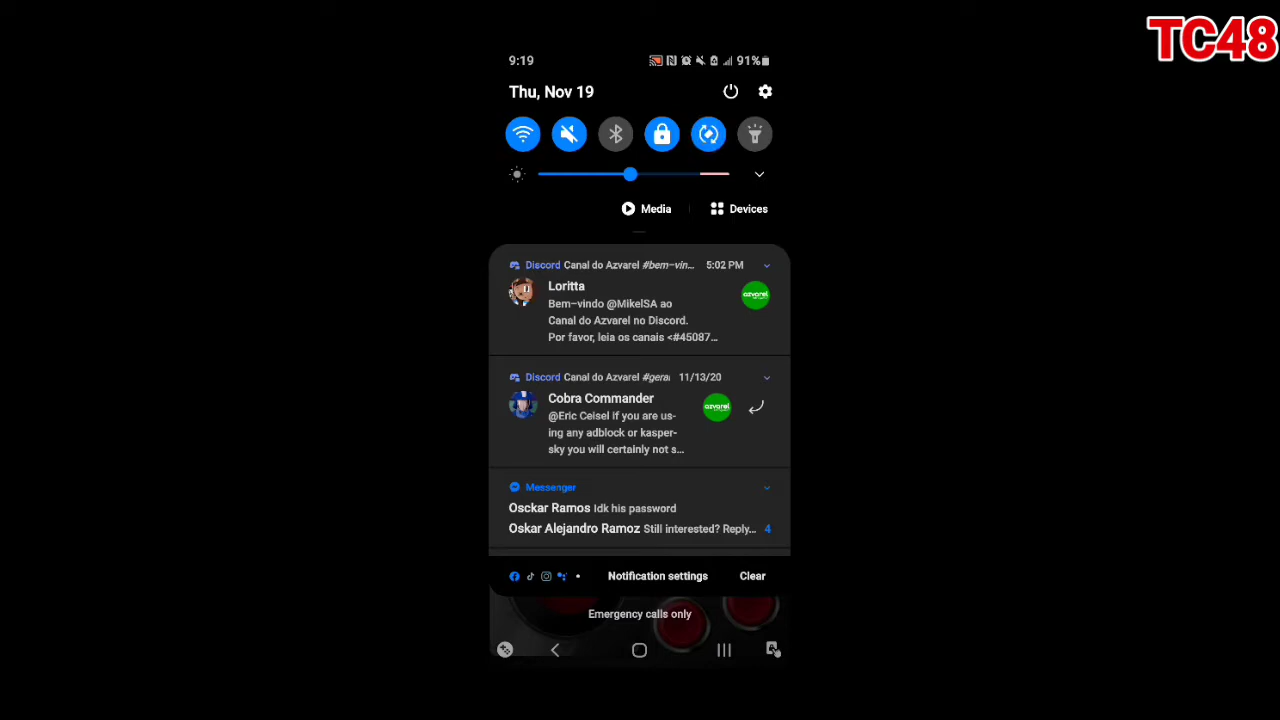 TC48
9:19
91%
Thu, Nov 19
Media
Devices
Discord Canal do Azvarel #bem-vin... 5:02 PM
Loritta
Bem-vindo @MikelSA ao
Canal do Azvarel no Discord.
Por favor, leia os canais <#45087...
azvarel
Discord Canal do Azvarel #geral 11/13/20
Cobra Commander
@Eric Ceisel If you are us-
ing any adblock or kasper-
sky you will certainly not s...
azvarel
Messenger
Osckar Ramos Idk his password
Oskar Alejandro Ramoz Still interested? Reply... 4
Notification settings
Clear
Emergency calls only